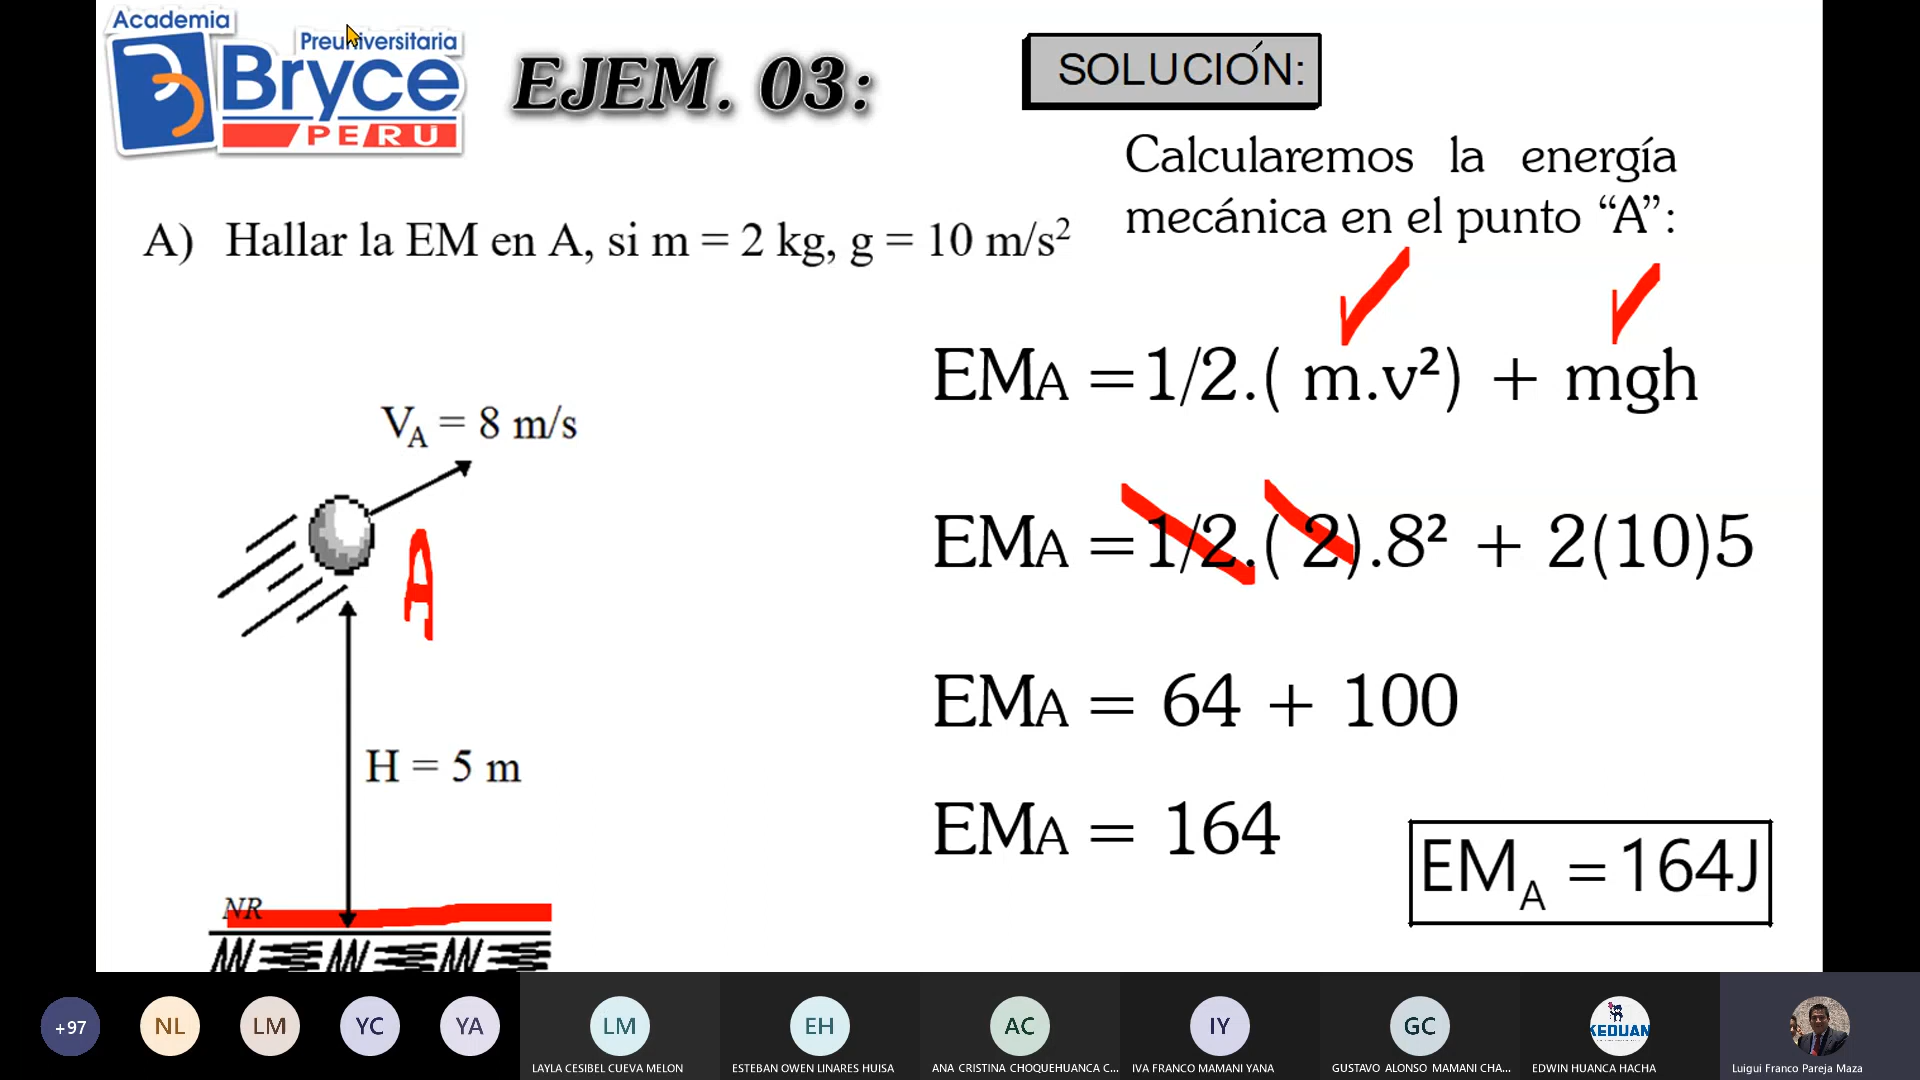 Academia
Preuniversitaria
Bryce
PERU
EJEM. 03:
SOLUCIÓN:
Calcularemos la energía
mecánica en el punto “A”:
A) Hallar la EM en A, si m = 2 kg, g = 10 m/s²
EMA =1/2.( m.v²) + mgh
V_A = 8 m/s
A
EMA =1/2.( 2).8² + 2(10)5
EMA = 64 + 100
H = 5 m
EMA = 164
EM_A = 164J
NR
+97
NL
LM
YC
YA
LM
EH
AC
IY
GC
KEDUAN
LAYLA CESIBEL CUEVA MELON
ESTEBAN OWEN LINARES HUISA
ANA CRISTINA CHOQUEHUANCA C...
IVA FRANCO MAMANI YANA
GUSTAVO ALONSO MAMANI CHA...
EDWIN HUANCA HACHA
Luigui Franco Pareja Maza